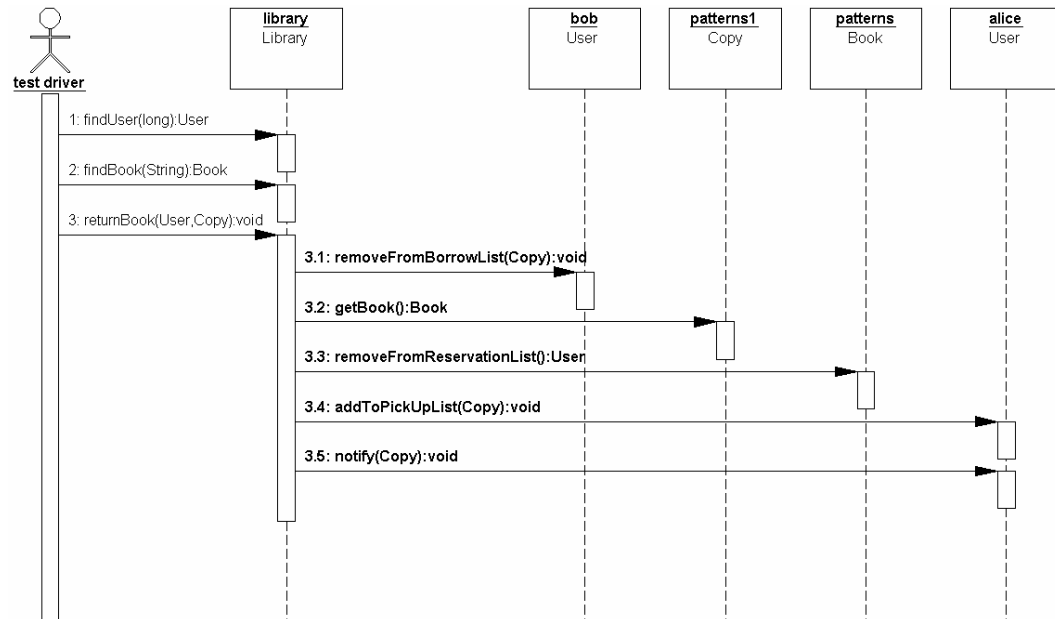 library
Library
bob
User
patterns1
Copy
patterns
Book
alice
User
test driver
1: findUser(long):User
2: findBook(String):Book
3: returnBook(User,Copy):void
3.1: removeFromBorrowList(Copy):void
3.2: getBook():Book
3.3: removeFromReservationList():User
3.4: addToPickUpList(Copy):void
3.5: notify(Copy):void